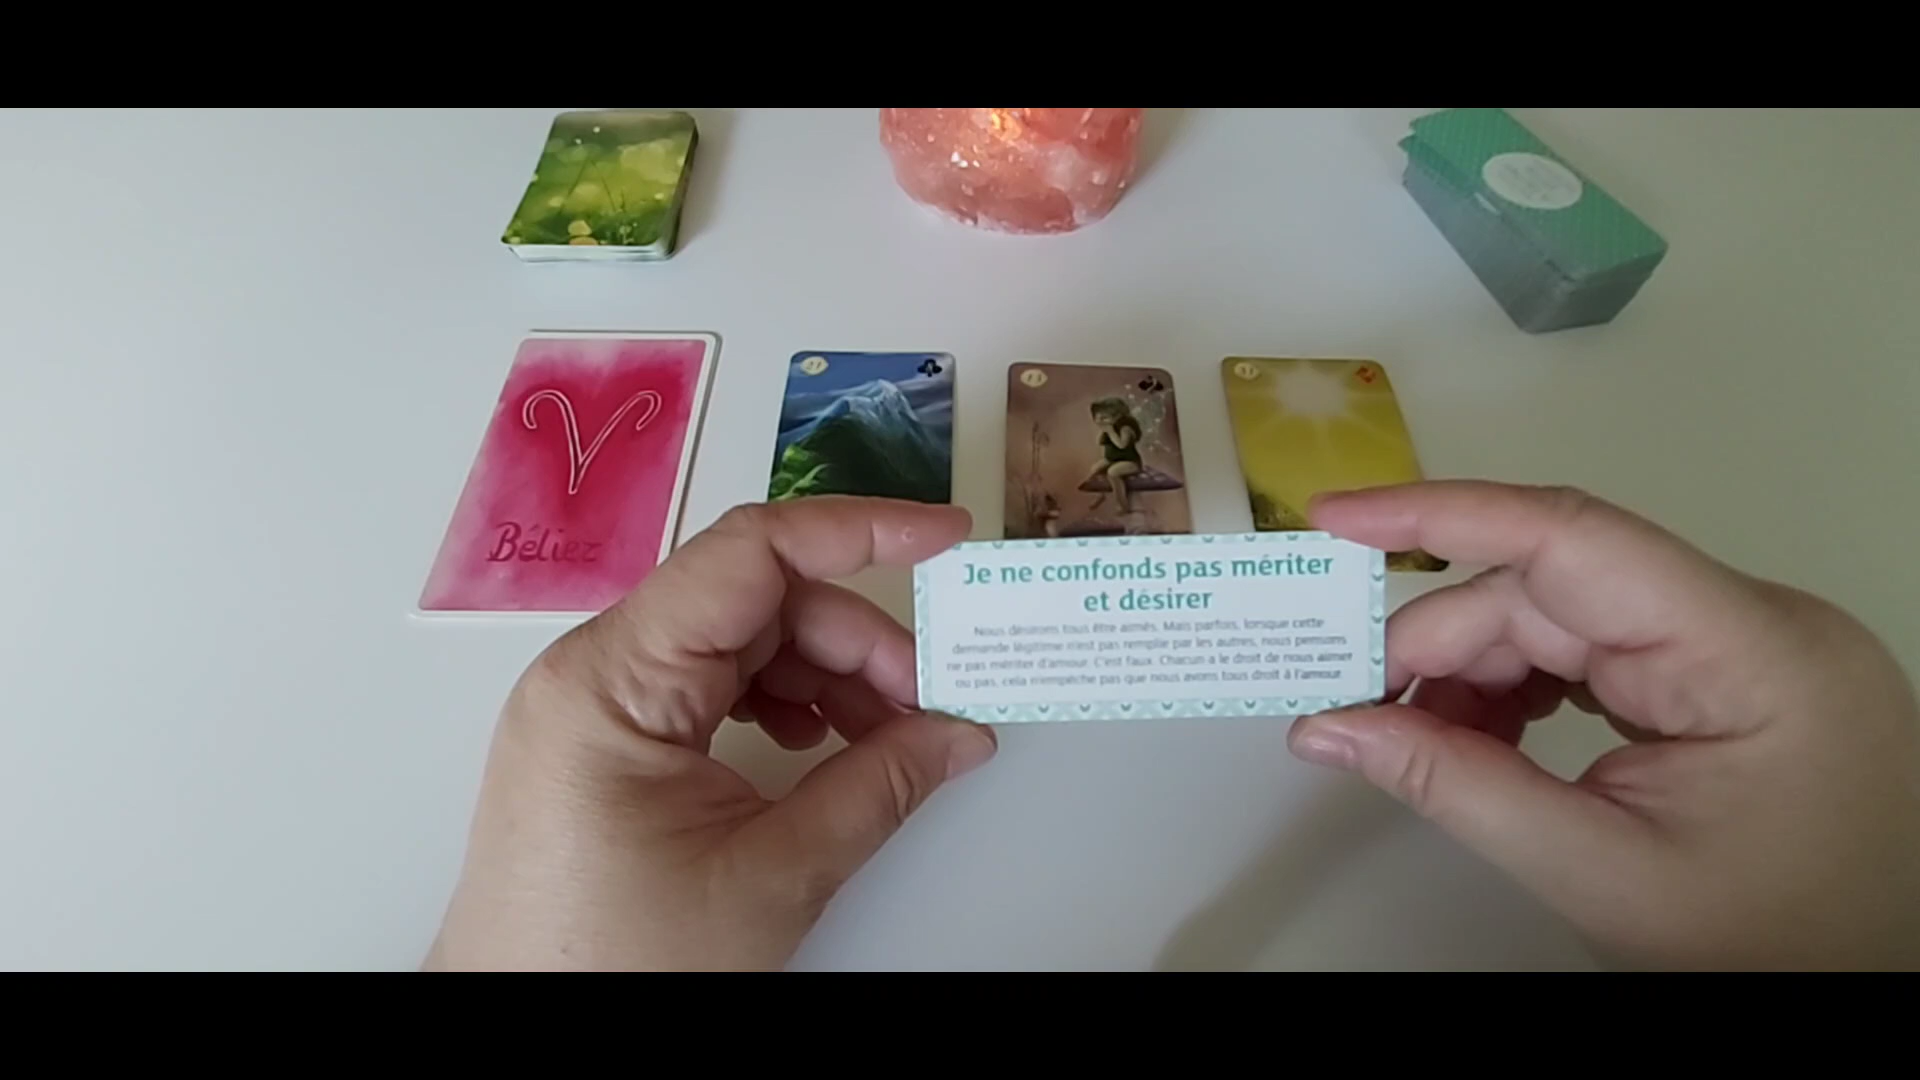 21
Bélier
Je ne confonds pas mériter
et désirer
Nous désirons tous être aimés. Mais parfois, lorsque cette
demande légitime n'est pas remplie par les autres, nous pensons
ne pas mériter d'amour. C'est faux. Chacun a le droit de nous aimer
ou pas, cela n'empêche pas que nous avons tous droit à l'amour.